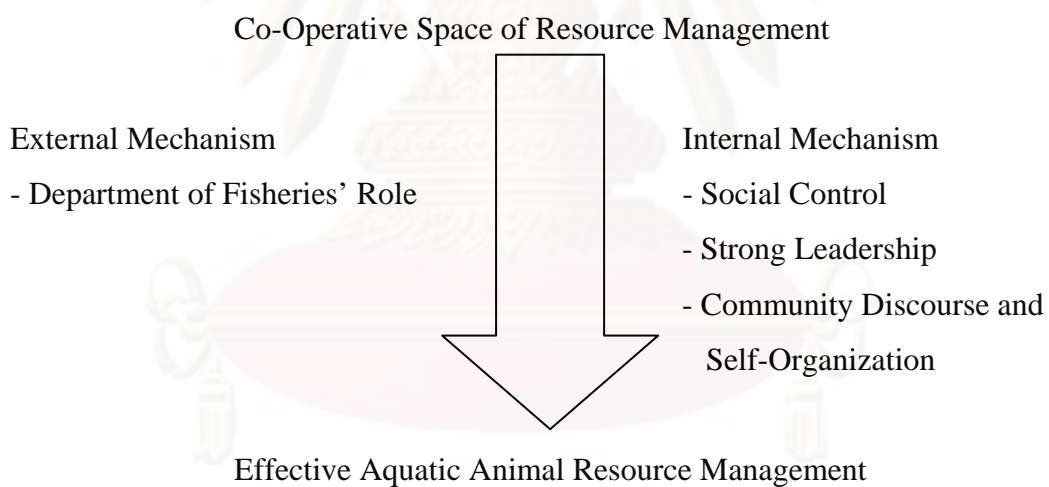 Co-Operative Space of Resource Management
External Mechanism
- Department of Fisheries’ Role
Internal Mechanism
- Social Control
- Strong Leadership
- Community Discourse and
Self-Organization
Effective Aquatic Animal Resource Management